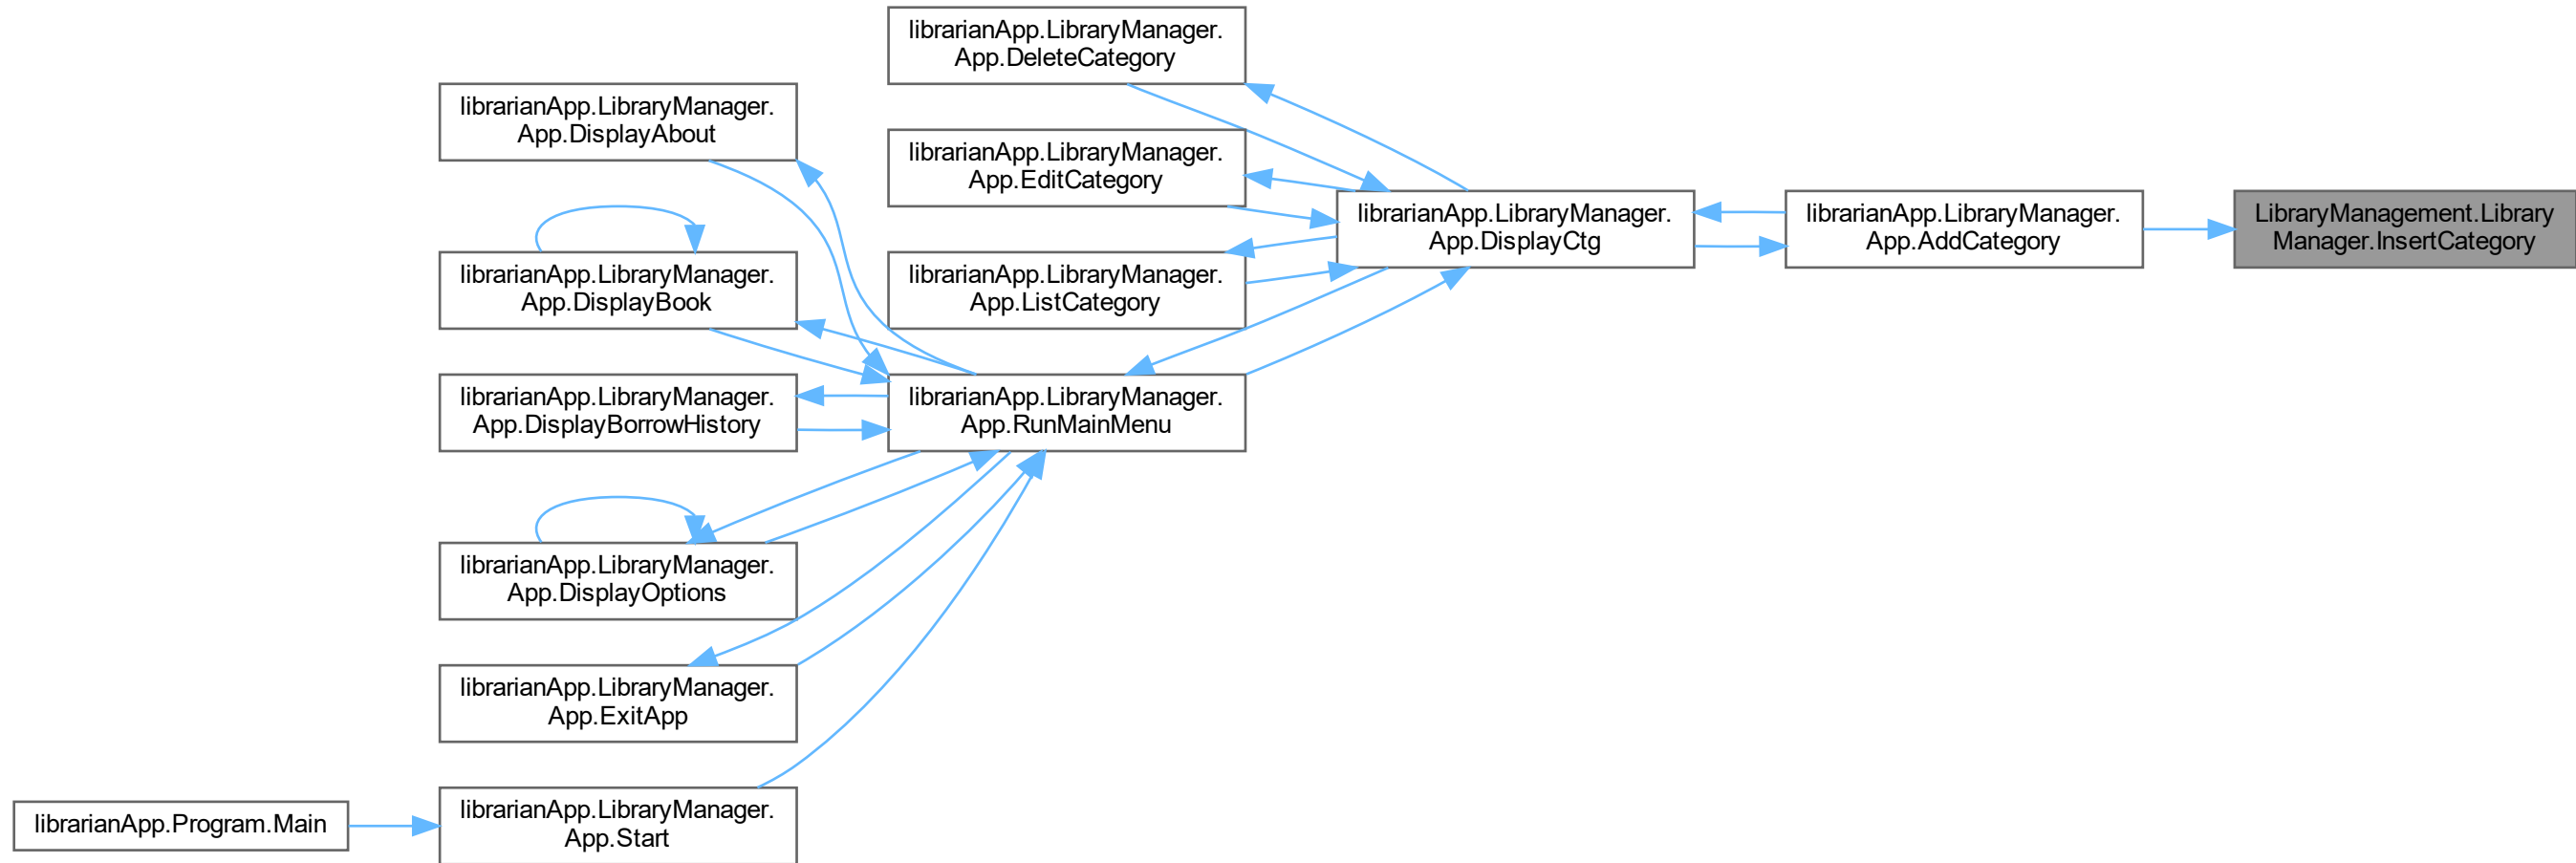 librarianApp.LibraryManager.
App.DeleteCategory
librarianApp.LibraryManager.
App.DisplayAbout
librarianApp.LibraryManager.
App.EditCategory
librarianApp.LibraryManager.
App.DisplayCtg
librarianApp.LibraryManager.
App.AddCategory
LibraryManagement.Library
Manager.InsertCategory
librarianApp.LibraryManager.
App.DisplayBook
librarianApp.LibraryManager.
App.ListCategory
librarianApp.LibraryManager.
App.DisplayBorrowHistory
librarianApp.LibraryManager.
App.RunMainMenu
librarianApp.LibraryManager.
App.DisplayOptions
librarianApp.LibraryManager.
App.ExitApp
librarianApp.Program.Main
librarianApp.LibraryManager.
App.Start